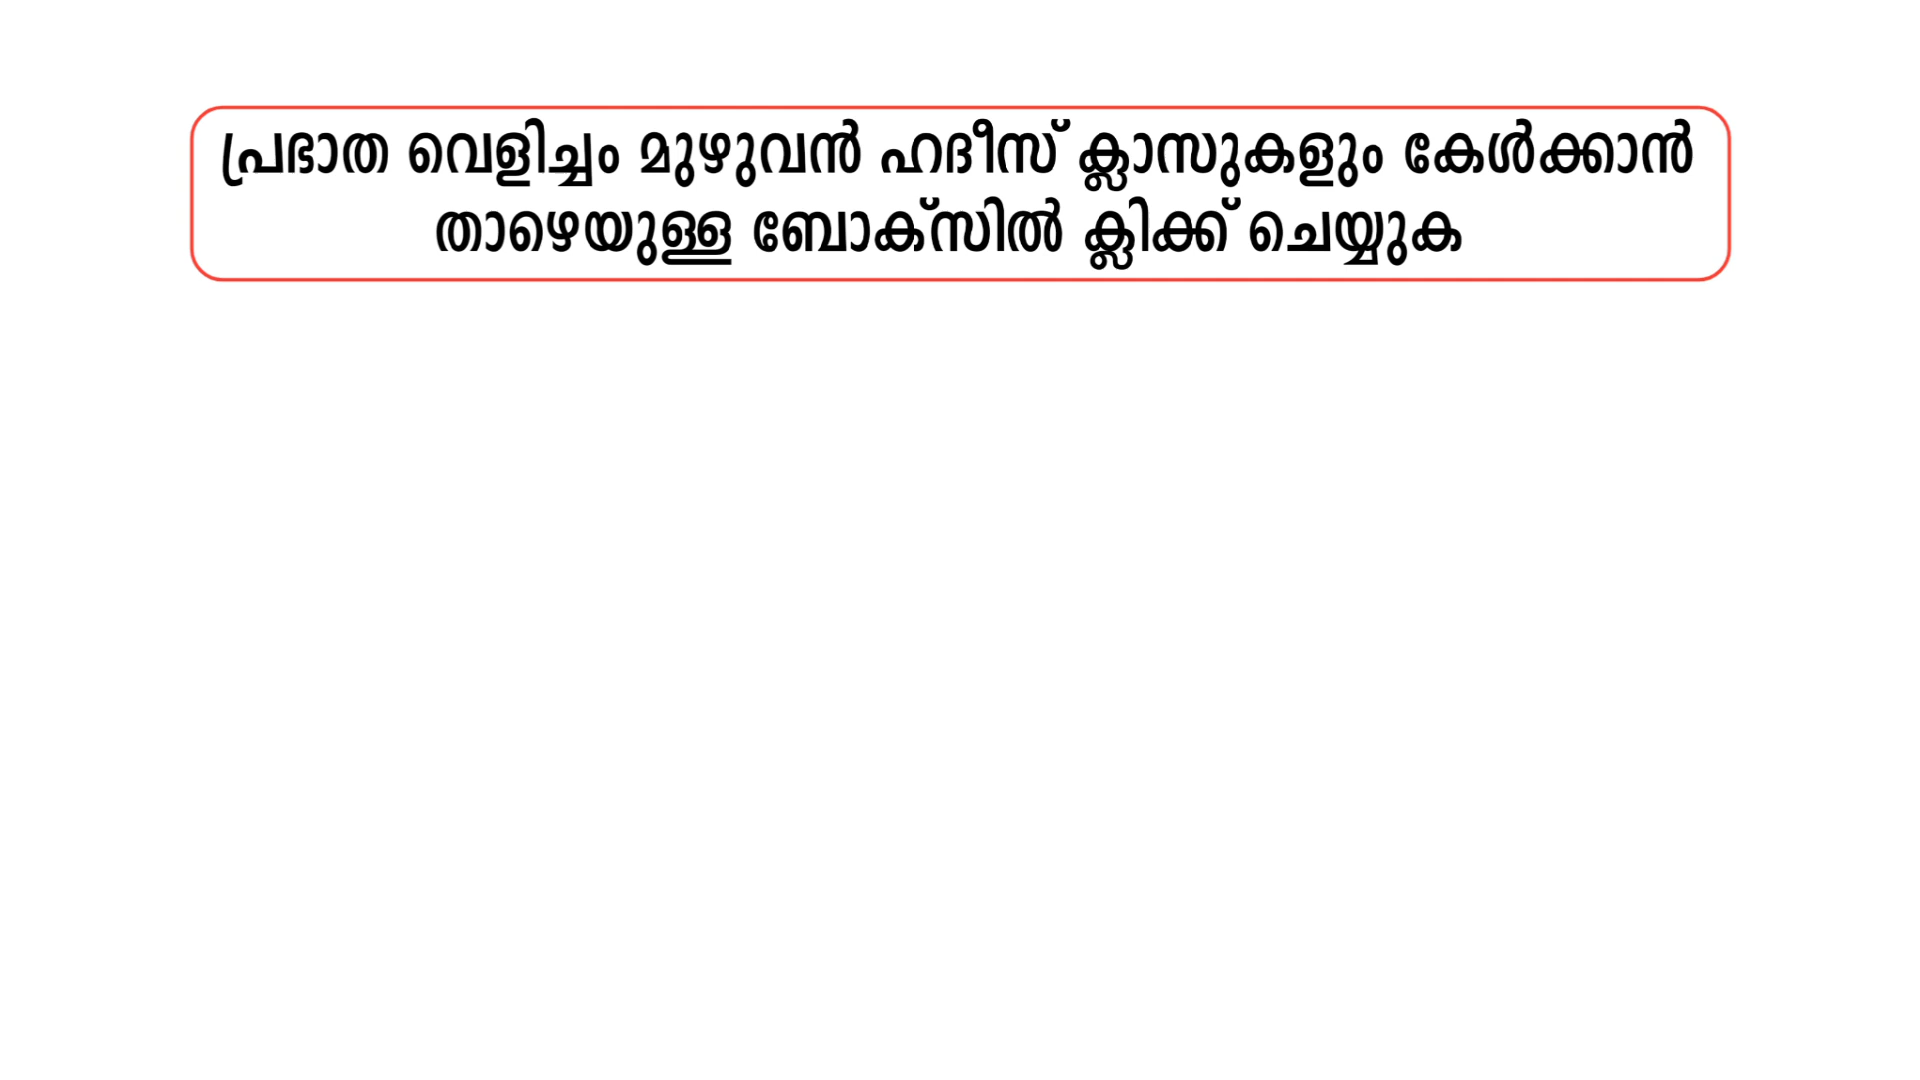 പ്രഭാത വെളിച്ചം മുഴുവൻ ഹദീസ് ക്ലാസുകളും കേൾക്കാൻ
താഴെയുള്ള ബോക്സിൽ ക്ലിക്ക് ചെയ്യുക